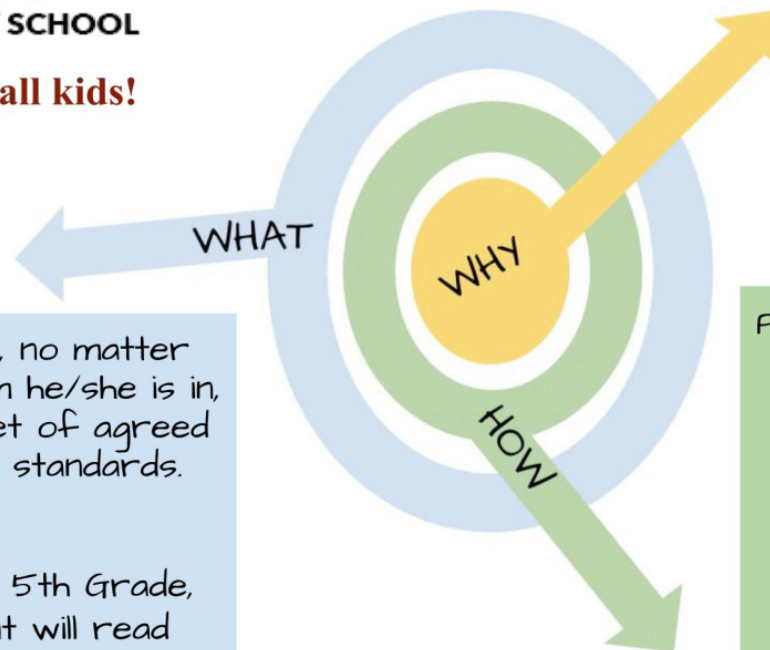 SCHOOL
all kids!
WHAT
WHY
, no matter
he/she is in,
of agreed
standards.
HOW
5th Grade,
will read